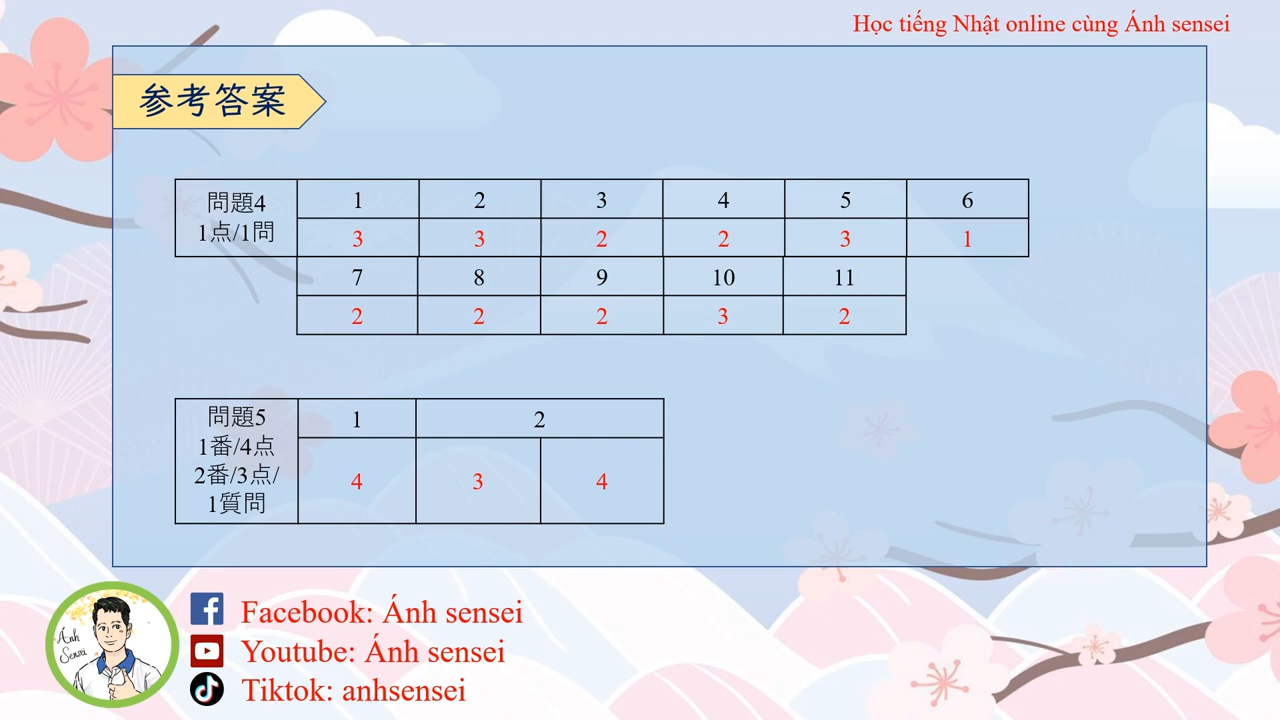 Học tiếng Nhật online cùng Ánh sensei
参考答案
問題4
1点/1問
1 2 3 4 5 6
3 3 2 2 3 1
7 8 9 10 11
2 2 2 3 2
問題5
1番/4点
2番/3点/
1質問
1 2
4 3 4
Ánh
Sensei
Facebook: Ánh sensei
Youtube: Ánh sensei
Tiktok: anhsensei